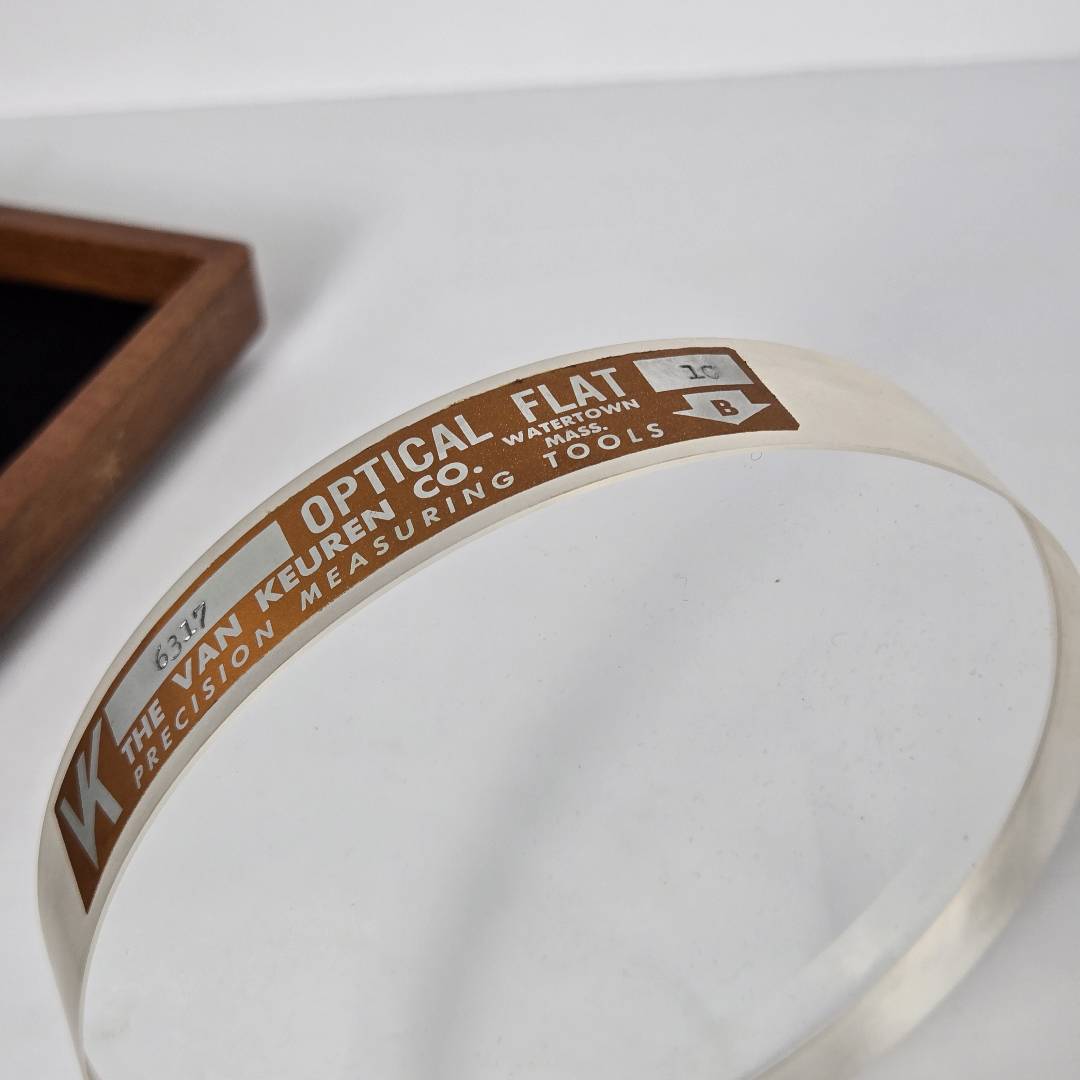 VK
6317
OPTICAL FLAT
10
THE VAN KEUREN CO.
WATERTOWN
MASS.
B
PRECISION MEASURING TOOLS